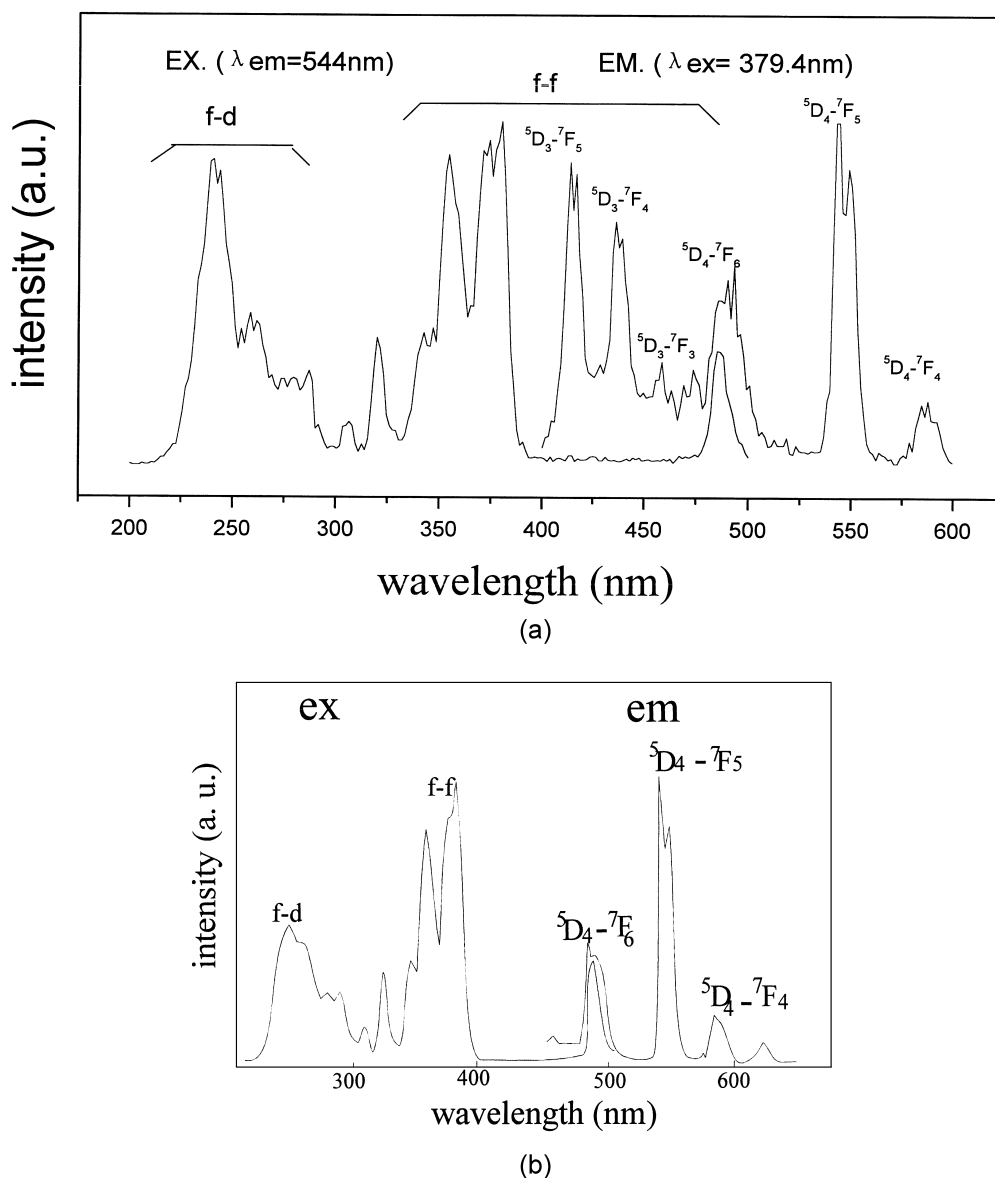 EX. ( λ em=544nm) EM. ( λ ex= 379.4nm)
f-f
f-d
⁵D₄-⁷F₅
⁵D₃-⁷F₅
⁵D₃-⁷F₄
⁵D₄-⁷F₆
⁵D₃-⁷F₃
⁵D₄-⁷F₄
intensity (a.u.)
200 250 300 350 400 450 500 550 600
wavelength (nm)
(a)
ex em
⁵D₄ - ⁷F₅
f-f
f-d
⁵D₄-⁷F₆
⁵D₄-⁷F₄
intensity (a. u.)
300 400 500 600
wavelength (nm)
(b)